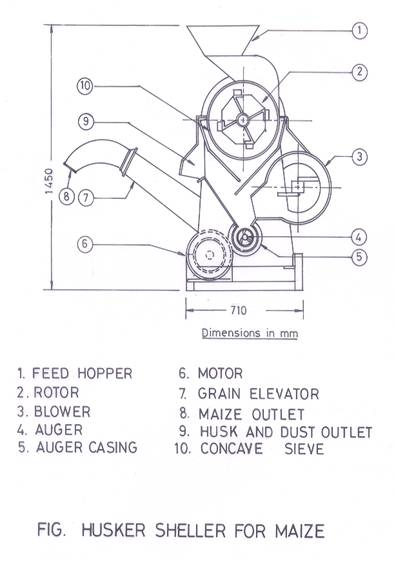 1
2
10
9
1450
3
8
7
4
6
5
710
Dimensions in mm
1. FEED HOPPER
2. ROTOR
3. BLOWER
4. AUGER
5. AUGER CASING
6. MOTOR
7. GRAIN ELEVATOR
8. MAIZE OUTLET
9. HUSK AND DUST OUTLET
10. CONCAVE SIEVE
FIG. HUSKER SHELLER FOR MAIZE